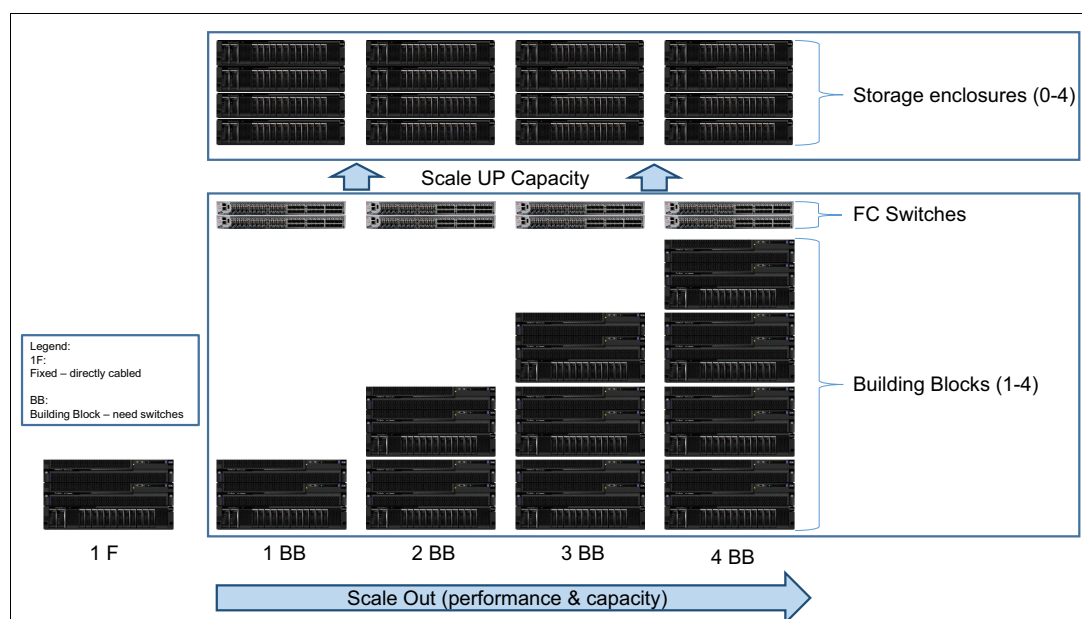 Storage enclosures (0-4)
Scale UP Capacity
FC Switches
Legend:
1F:
Fixed – directly cabled
BB:
Building Block – need switches
Building Blocks (1-4)
1 F
1 BB
2 BB
3 BB
4 BB
Scale Out (performance & capacity)